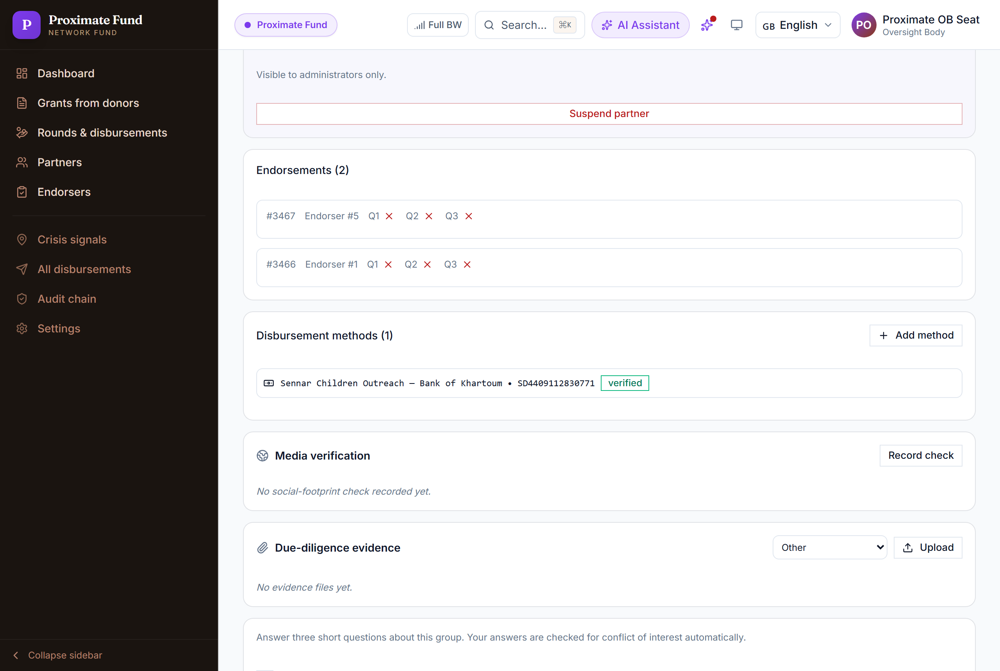 P
Proximate Fund
NETWORK FUND
Dashboard
Grants from donors
Rounds & disbursements
Partners
Endorsers
Crisis signals
All disbursements
Audit chain
Settings
Collapse sidebar
Proximate Fund
Full BW
Search...
⌘K
AI Assistant
GB English
PO
Proximate OB Seat
Oversight Body
Visible to administrators only.
Suspend partner
Endorsements (2)
#3467 Endorser #5 Q1 Q2 Q3
#3466 Endorser #1 Q1 Q2 Q3
Disbursement methods (1)
Add method
Sennar Children Outreach — Bank of Khartoum • SD4409112830771 verified
Media verification
Record check
No social-footprint check recorded yet.
Due-diligence evidence
Other
Upload
No evidence files yet.
Answer three short questions about this group. Your answers are checked for conflict of interest automatically.